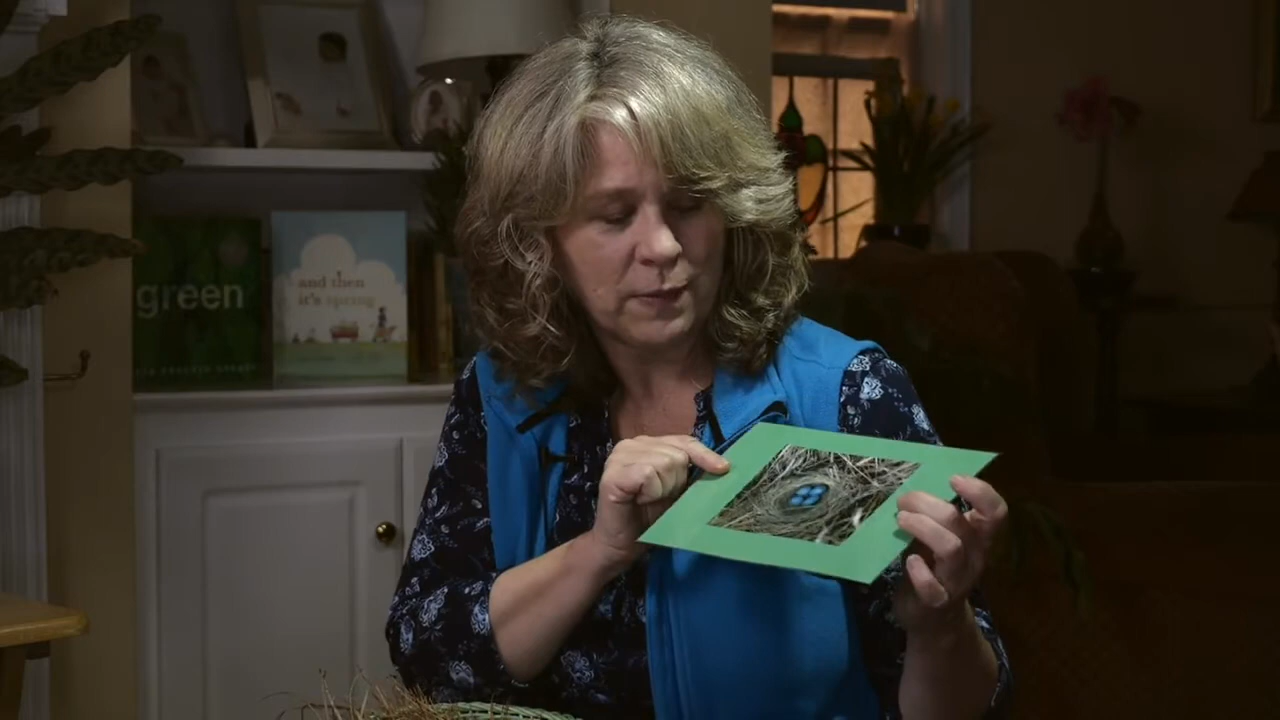 green
and then
it's spring